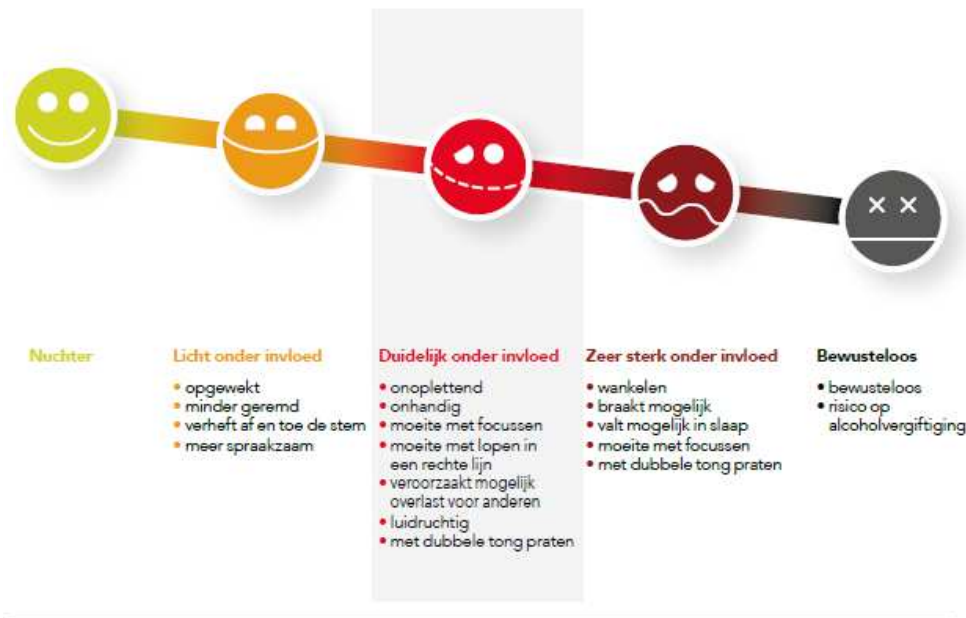 Nuchter
Licht onder invloed
• opgewekt
• minder geremd
• verheft af en toe de stem
• meer spraakzaam
Duidelijk onder invloed
• onoplettend
• onhandig
• moeite met focussen
• moeite met lopen in
een rechte lijn
• veroorzaakt mogelijk
overlast voor anderen
• luidruchtig
• met dubbele tong praten
Zeer sterk onder invloed
• wankelen
• braakt mogelijk
• valt mogelijk in slaap
• moeite met focussen
• met dubbele tong praten
Bewusteloos
• bewusteloos
• risico op
alcoholvergiftiging